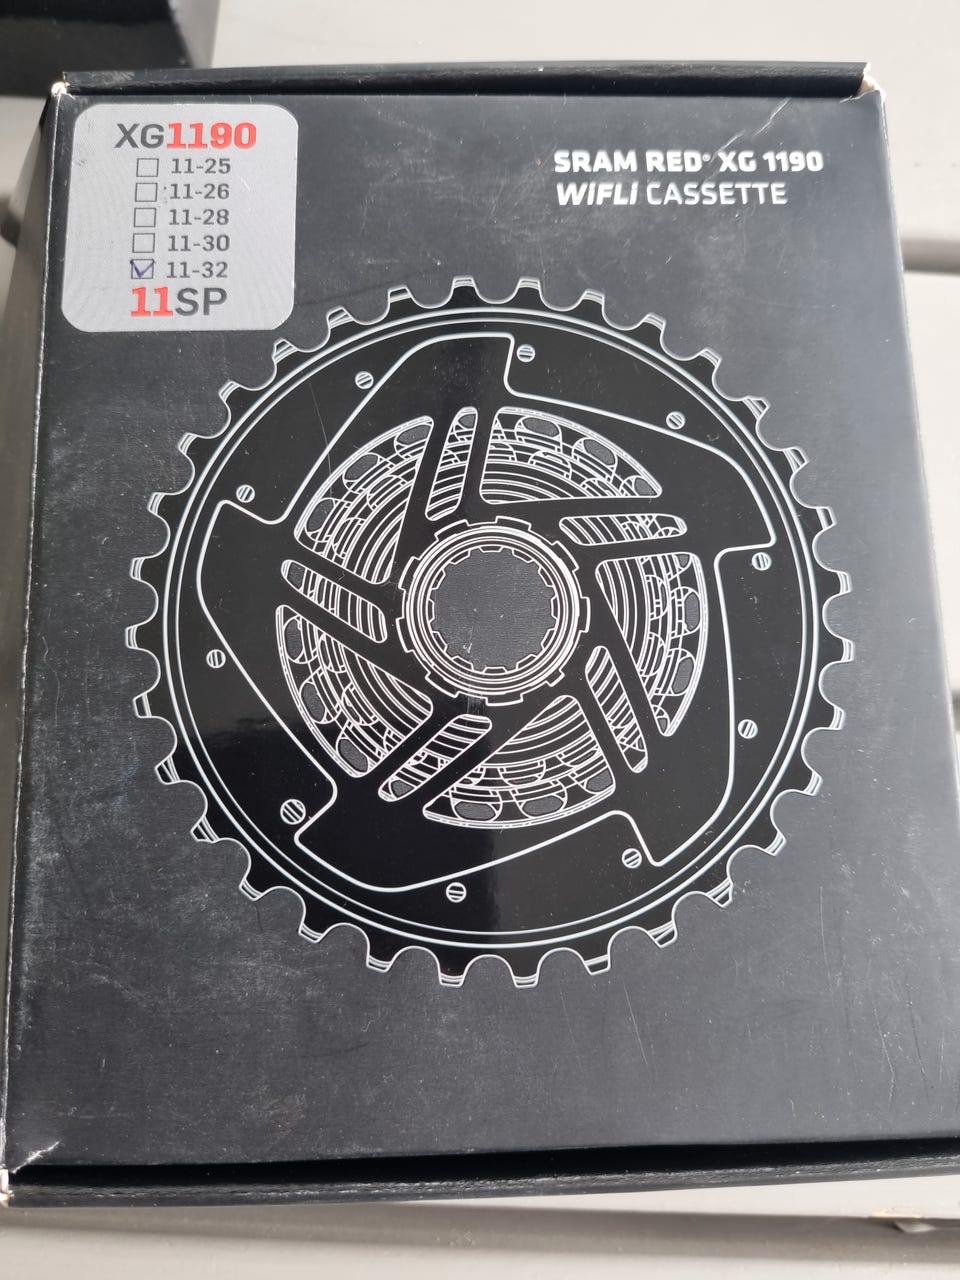 XG1190
11-25
11-26
11-28
11-30
11-32
11SP
SRAM RED® XG 1190
WiFLi CASSETTE